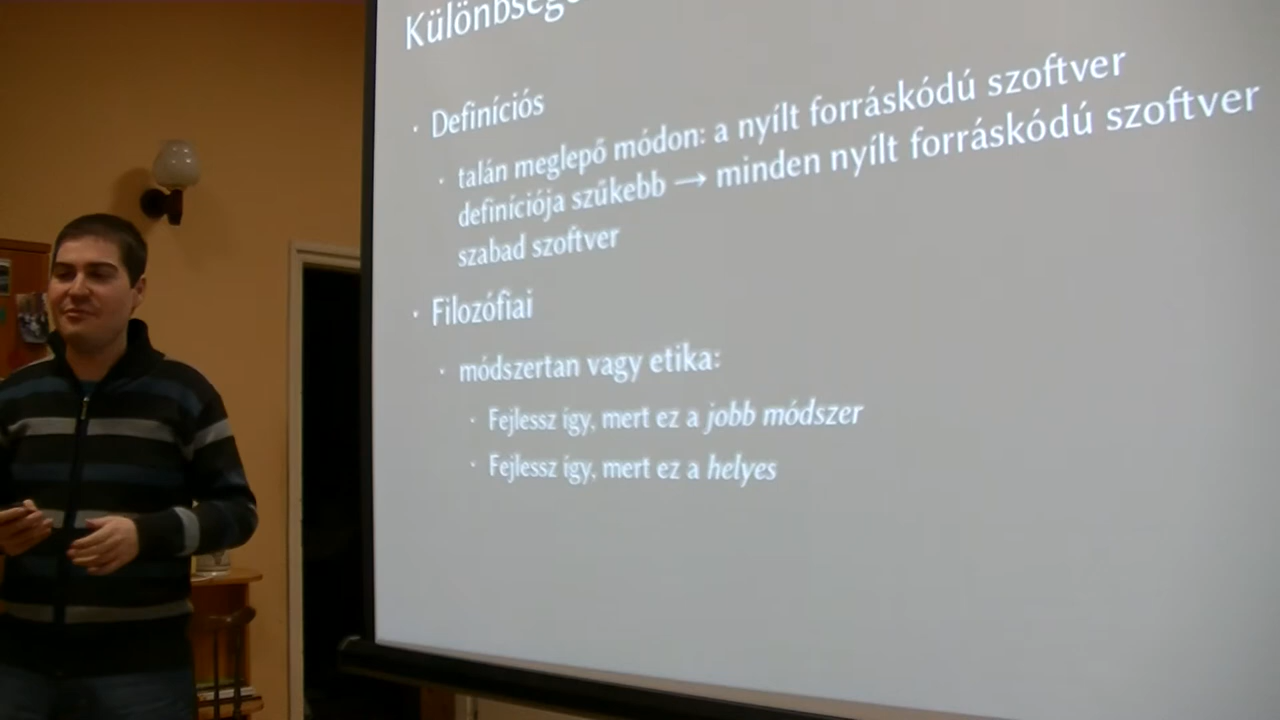 Definíciós
talán meglepő módon: a nyílt forráskódú szoftver
definíciója szűkebb → minden nyílt forráskódú szoftver
szabad szoftver
Filozófiai
módszertan vagy etika:
Fejlessz így, mert ez a jobb módszer
Fejlessz így, mert ez a helyes